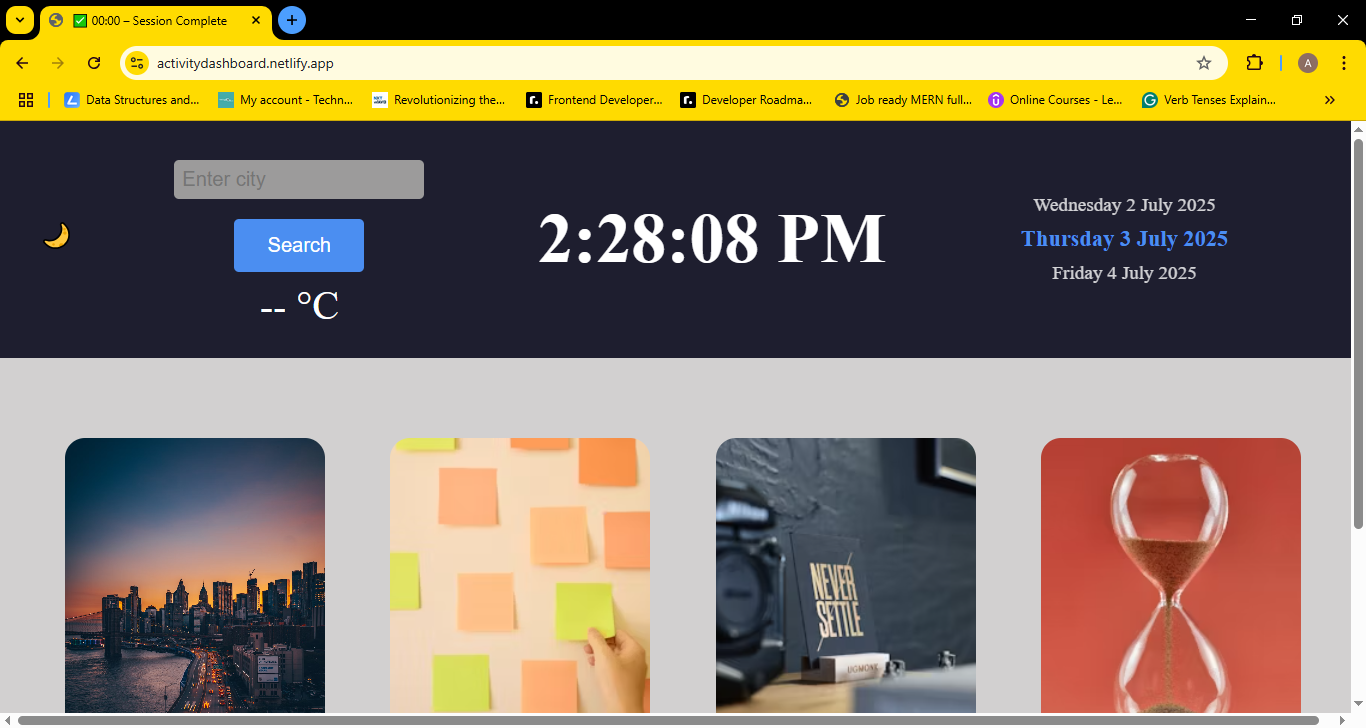 00:00 – Session Complete
activitydashboard.netlify.app
A
Data Structures and...
My account - Techn...
Revolutionizing the...
Frontend Developer...
Developer Roadma...
Job ready MERN full...
Online Courses - Le...
Verb Tenses Explain...
Enter city
Search
-- °C
2:28:08 PM
Wednesday 2 July 2025
Thursday 3 July 2025
Friday 4 July 2025
NEVER
SETTLE
UGMONK